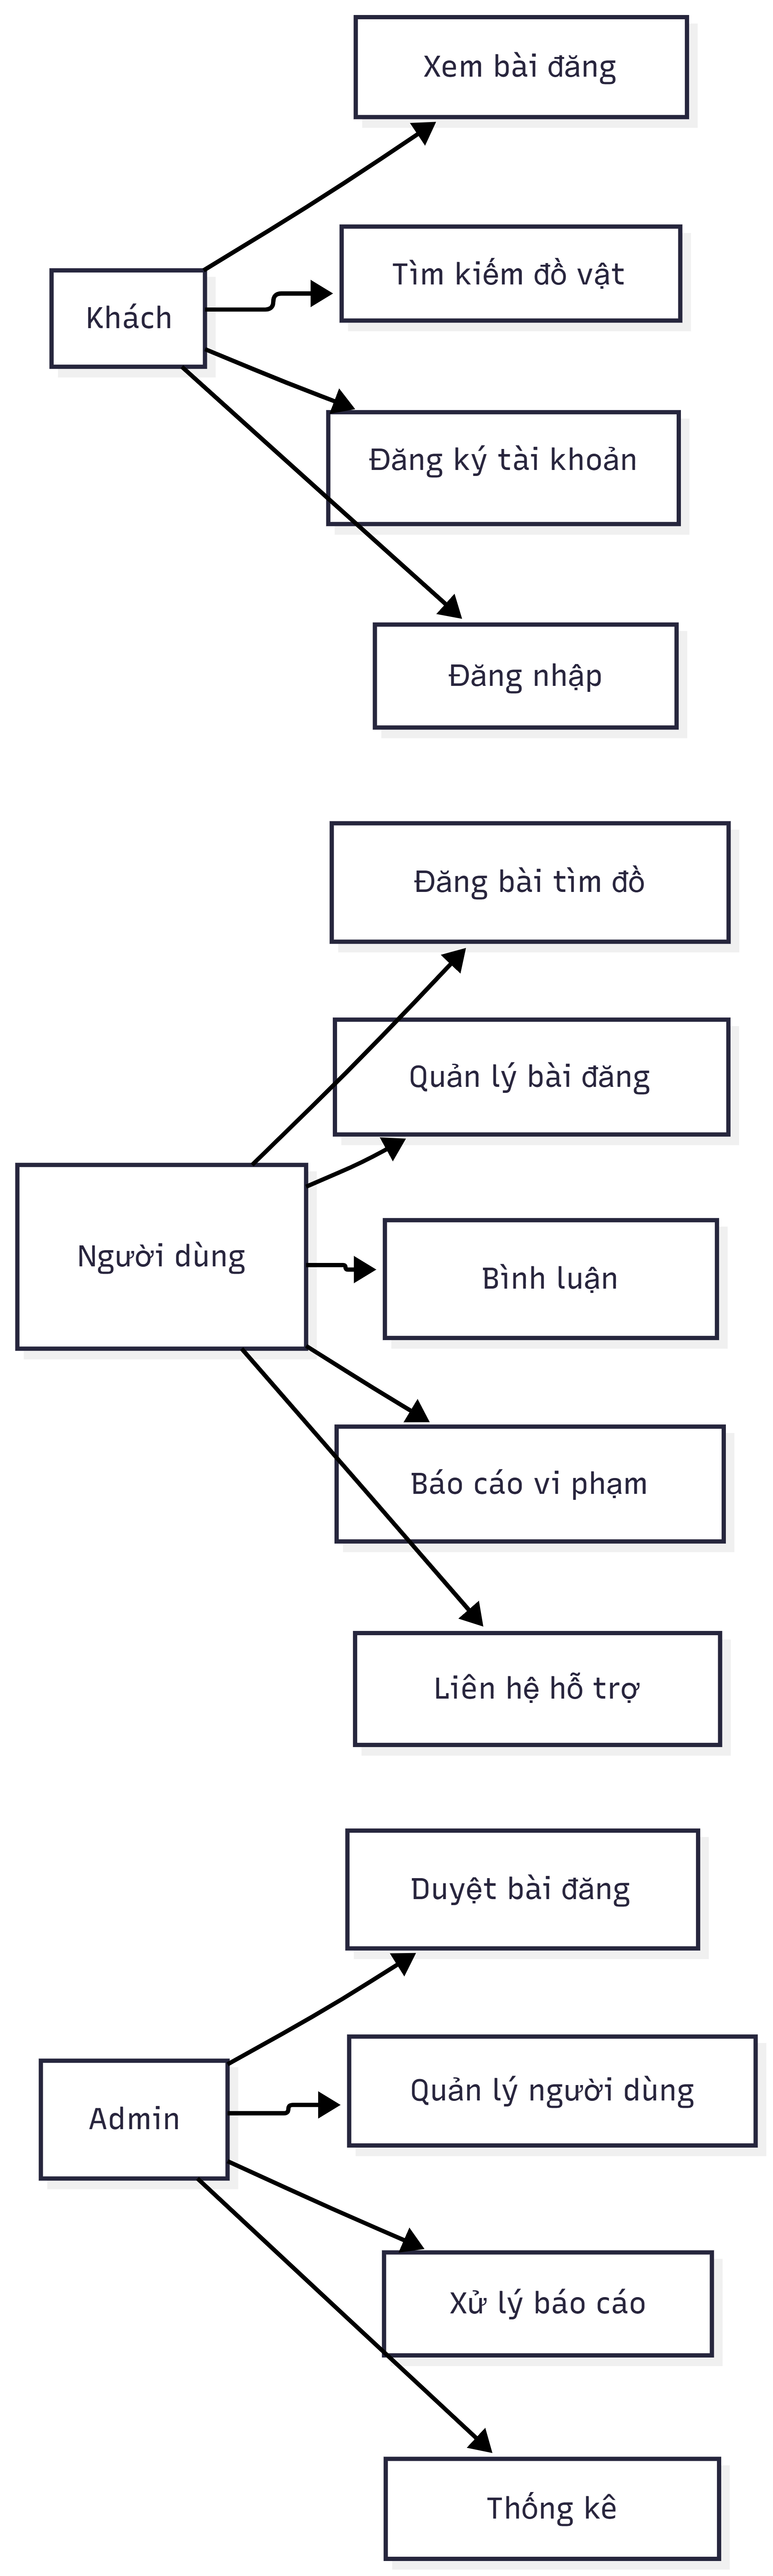 Xem bài đăng
Tìm kiếm đồ vật
Khách
Đăng ký tài khoản
Đăng nhập
Đăng bài tìm đồ
Quản lý bài đăng
Người dùng
Bình luận
Báo cáo vi phạm
Liên hệ hỗ trợ
Duyệt bài đăng
Quản lý người dùng
Admin
Xử lý báo cáo
Thống kê